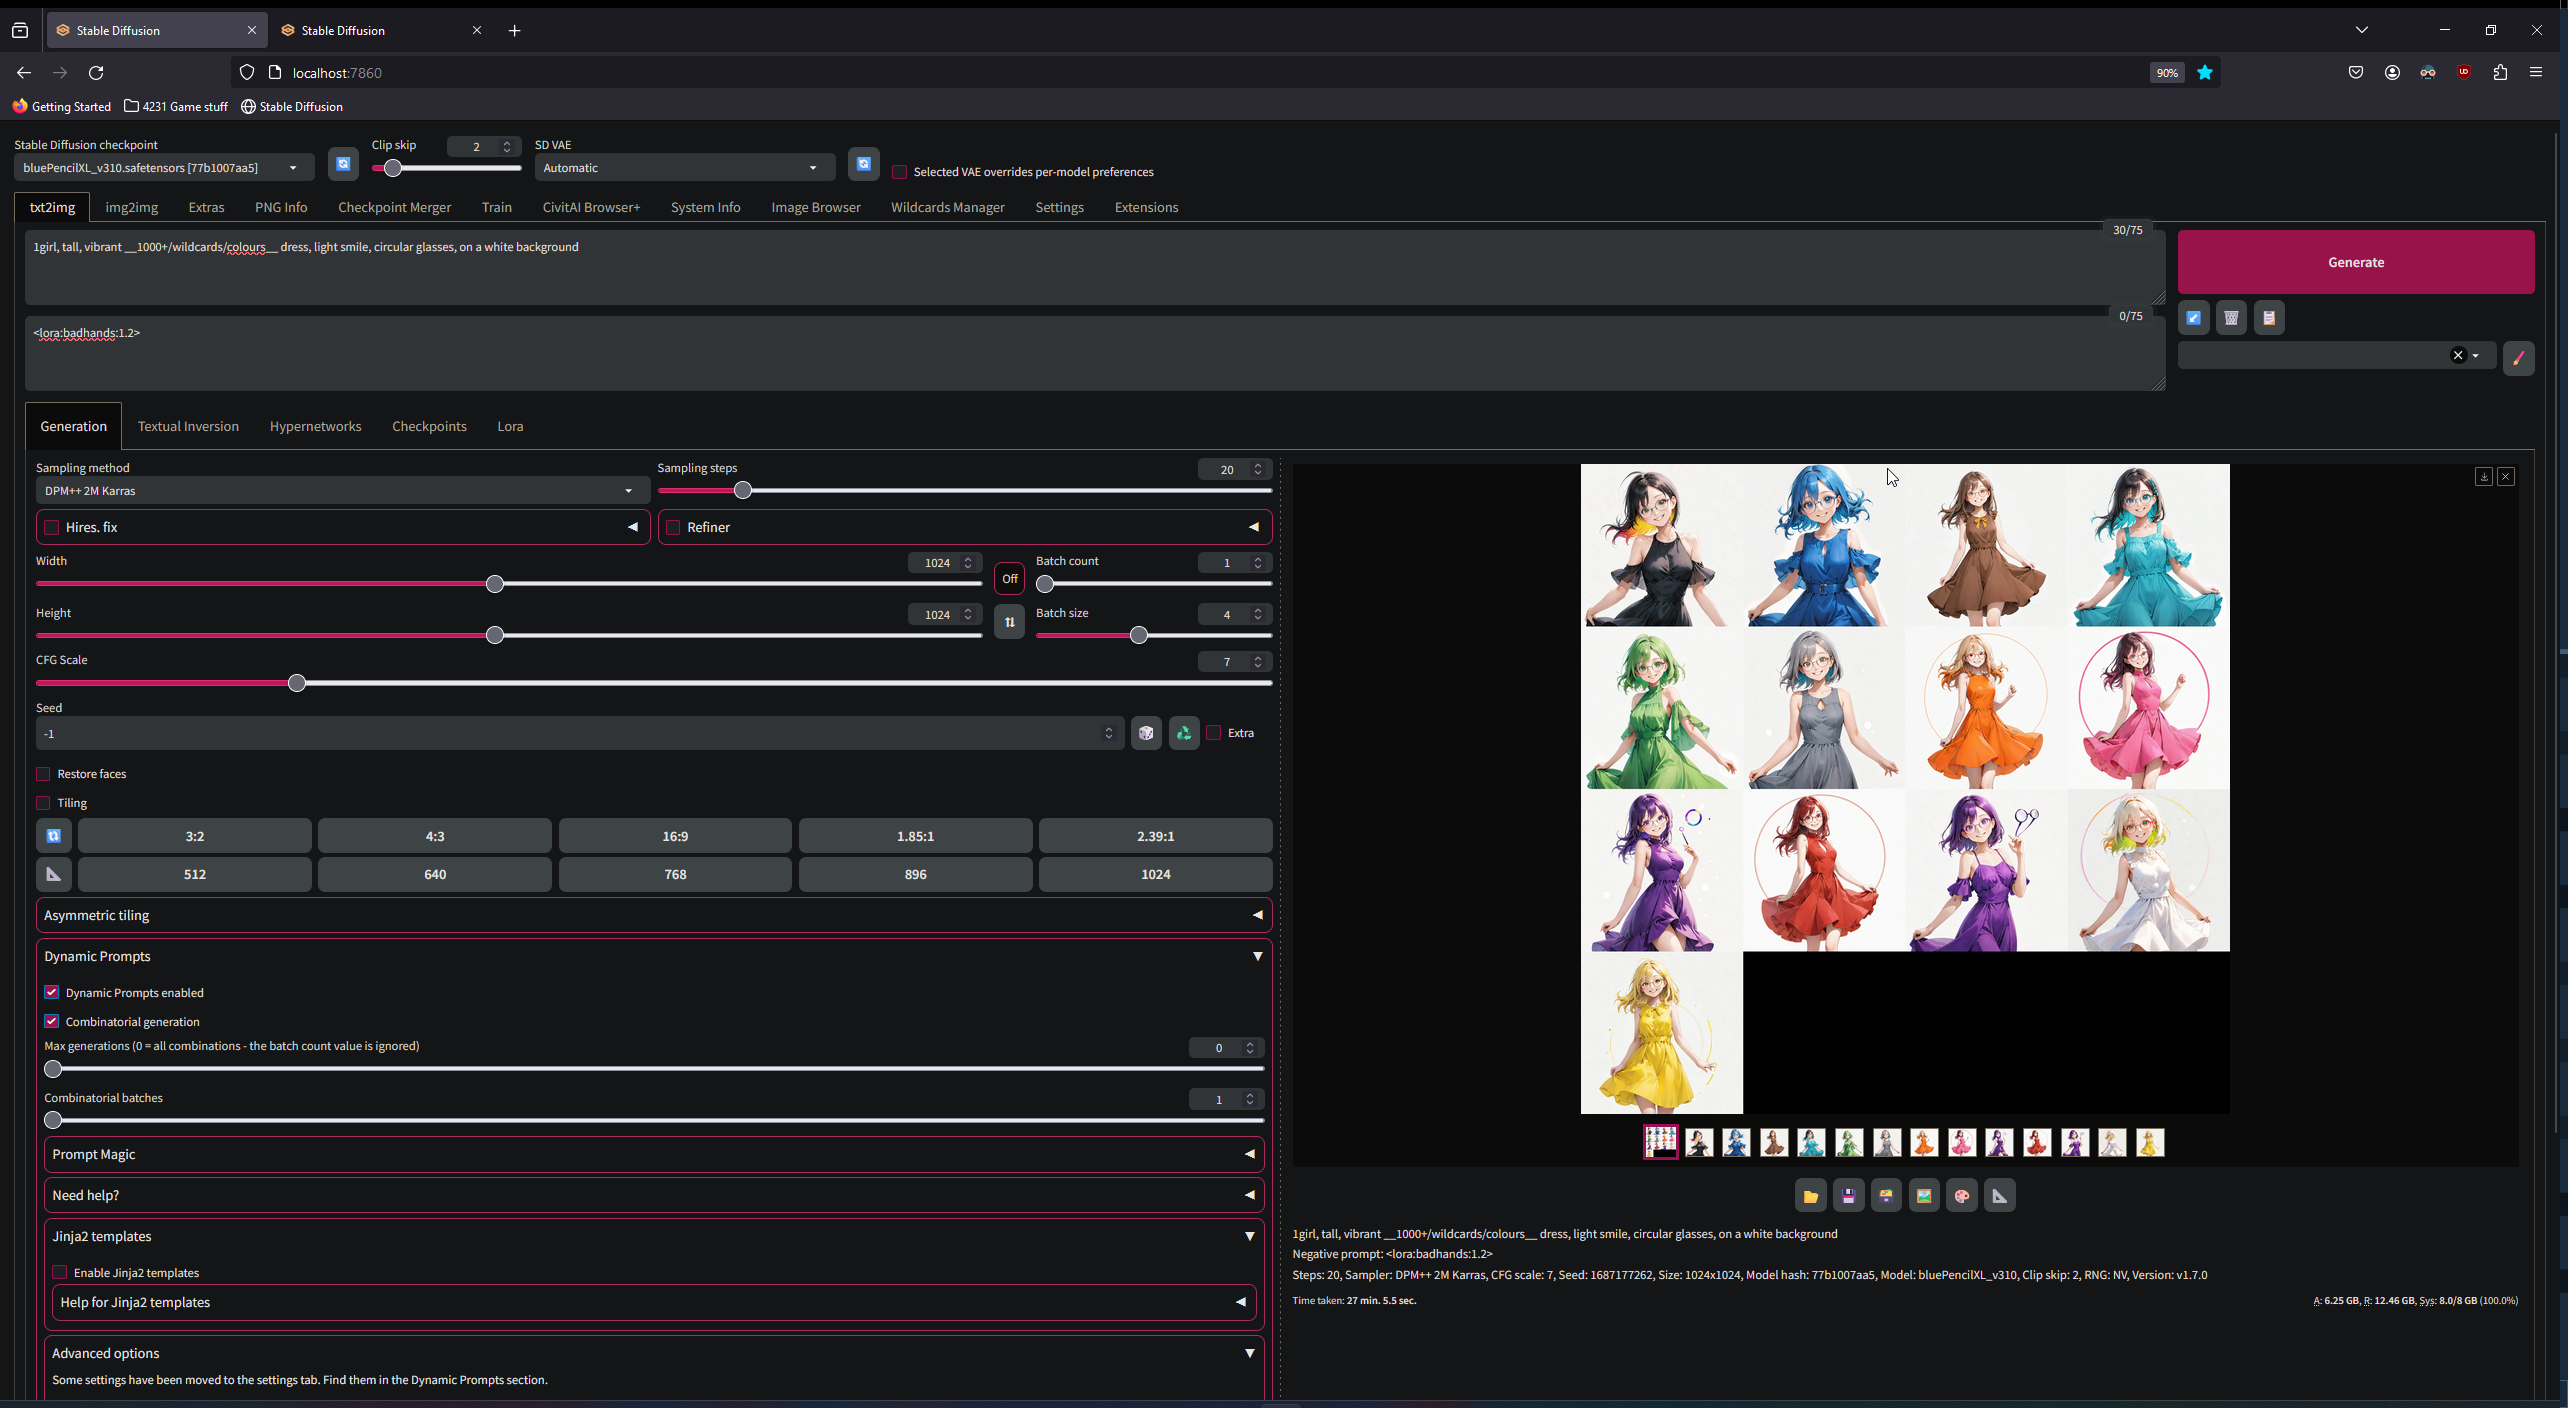 Stable Diffusion
Stable Diffusion
localhost:7860
90%
Getting Started
4231 Game stuff
Stable Diffusion
Stable Diffusion checkpoint
bluePencilXL_v310.safetensors [77b1007aa5]
Clip skip
2
SD VAE
Automatic
Selected VAE overrides per-model preferences
txt2img
img2img
Extras
PNG Info
Checkpoint Merger
Train
CivitAI Browser+
System Info
Image Browser
Wildcards Manager
Settings
Extensions
30/75
1girl, tall, vibrant __1000+/wildcards/colours__ dress, light smile, circular glasses, on a white background
Generate
0/75
<lora:badhands:1.2>
Generation
Textual Inversion
Hypernetworks
Checkpoints
Lora
Sampling method
DPM++ 2M Karras
Sampling steps
20
Hires. fix
Refiner
Width
1024
Off
Batch count
1
Height
1024
Batch size
4
CFG Scale
7
Seed
-1
Extra
Restore faces
Tiling
3:2
4:3
16:9
1.85:1
2.39:1
512
640
768
896
1024
Asymmetric tiling
Dynamic Prompts
Dynamic Prompts enabled
Combinatorial generation
Max generations (0 = all combinations - the batch count value is ignored)
0
Combinatorial batches
1
Prompt Magic
Need help?
Jinja2 templates
Enable Jinja2 templates
Help for Jinja2 templates
Advanced options
Some settings have been moved to the settings tab. Find them in the Dynamic Prompts section.
1girl, tall, vibrant __1000+/wildcards/colours__ dress, light smile, circular glasses, on a white background
Negative prompt: <lora:badhands:1.2>
Steps: 20, Sampler: DPM++ 2M Karras, CFG scale: 7, Seed: 1687177262, Size: 1024x1024, Model hash: 77b1007aa5, Model: bluePencilXL_v310, Clip skip: 2, RNG: NV, Version: v1.7.0
Time taken: 27 min. 5.5 sec.
A: 6.25 GB, R: 12.46 GB, Sys: 8.0/8 GB (100.0%)